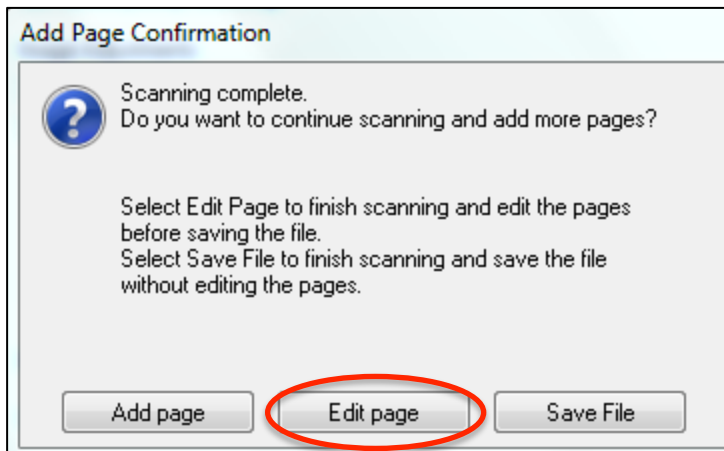 Add Page Confirmation
Scanning complete.
Do you want to continue scanning and add more pages?
Select Edit Page to finish scanning and edit the pages
before saving the file.
Select Save File to finish scanning and save the file
without editing the pages.
Add page Edit page Save File